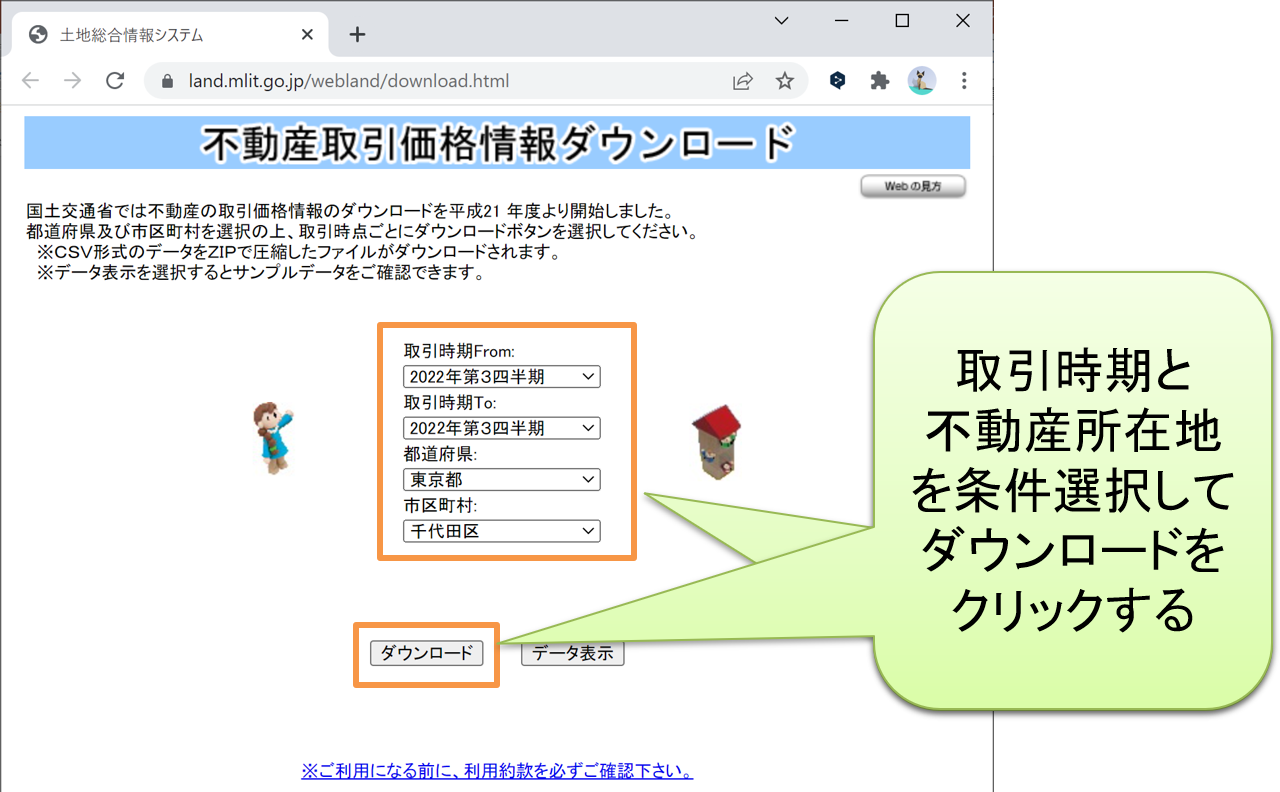 土地総合情報システム
land.mlit.go.jp/webland/download.html
不動産取引価格情報ダウンロード
Webの見方
国土交通省では不動産の取引価格情報のダウンロードを平成21 年度より開始しました。
都道府県及び市区町村を選択の上、取引時点ごとにダウンロードボタンを選択してください。
※CSV形式のデータをZIPで圧縮したファイルがダウンロードされます。
※データ表示を選択するとサンプルデータをご確認できます。
取引時期From:
2022年第3四半期
取引時期To:
2022年第3四半期
都道府県:
東京都
市区町村:
千代田区
ダウンロード
データ表示
※ご利用になる前に、利用約款を必ずご確認下さい。
取引時期と
不動産所在地
を条件選択して
ダウンロードを
クリックする